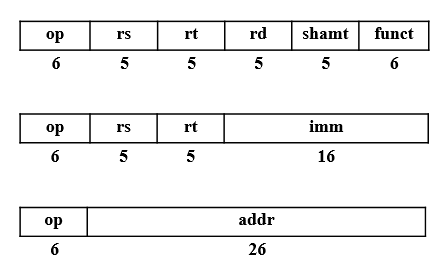 op rs rt rd shamt funct
6 5 5 5 5 6
op rs rt imm
6 5 5 16
op addr
6 26